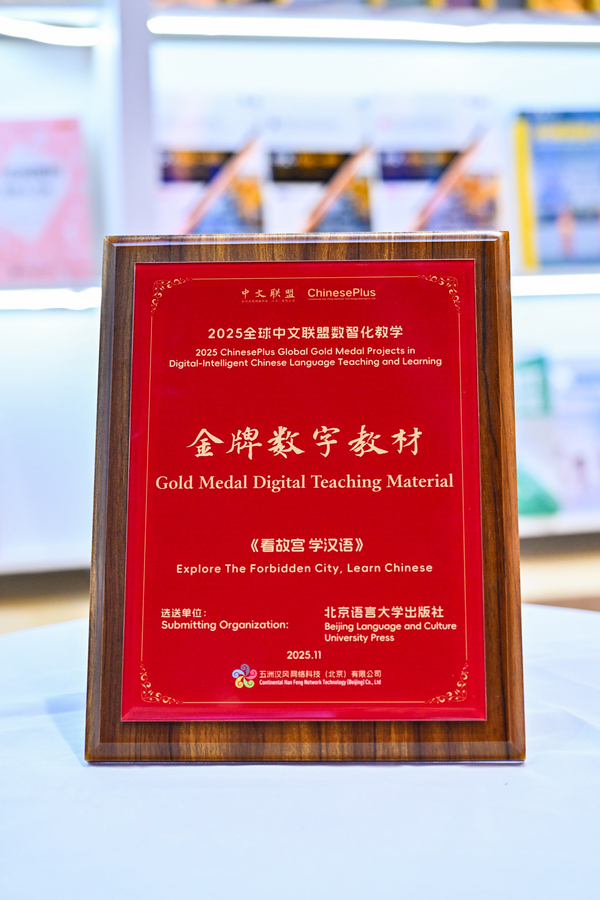 中文联盟 ChinesePlus
2025全球中文联盟数智化教学
2025 ChinesePlus Global Gold Medal Projects in
Digital-Intelligent Chinese Language Teaching and Learning
金牌数字教材
Gold Medal Digital Teaching Material
《看故宫 学汉语》
Explore The Forbidden City, Learn Chinese
选送单位：
Submitting Organization:
北京语言大学出版社
Beijing Language and Culture
University Press
2025.11
五洲汉风网络科技（北京）有限公司
Continental Han Feng Network Technology (Beijing) Co., Ltd